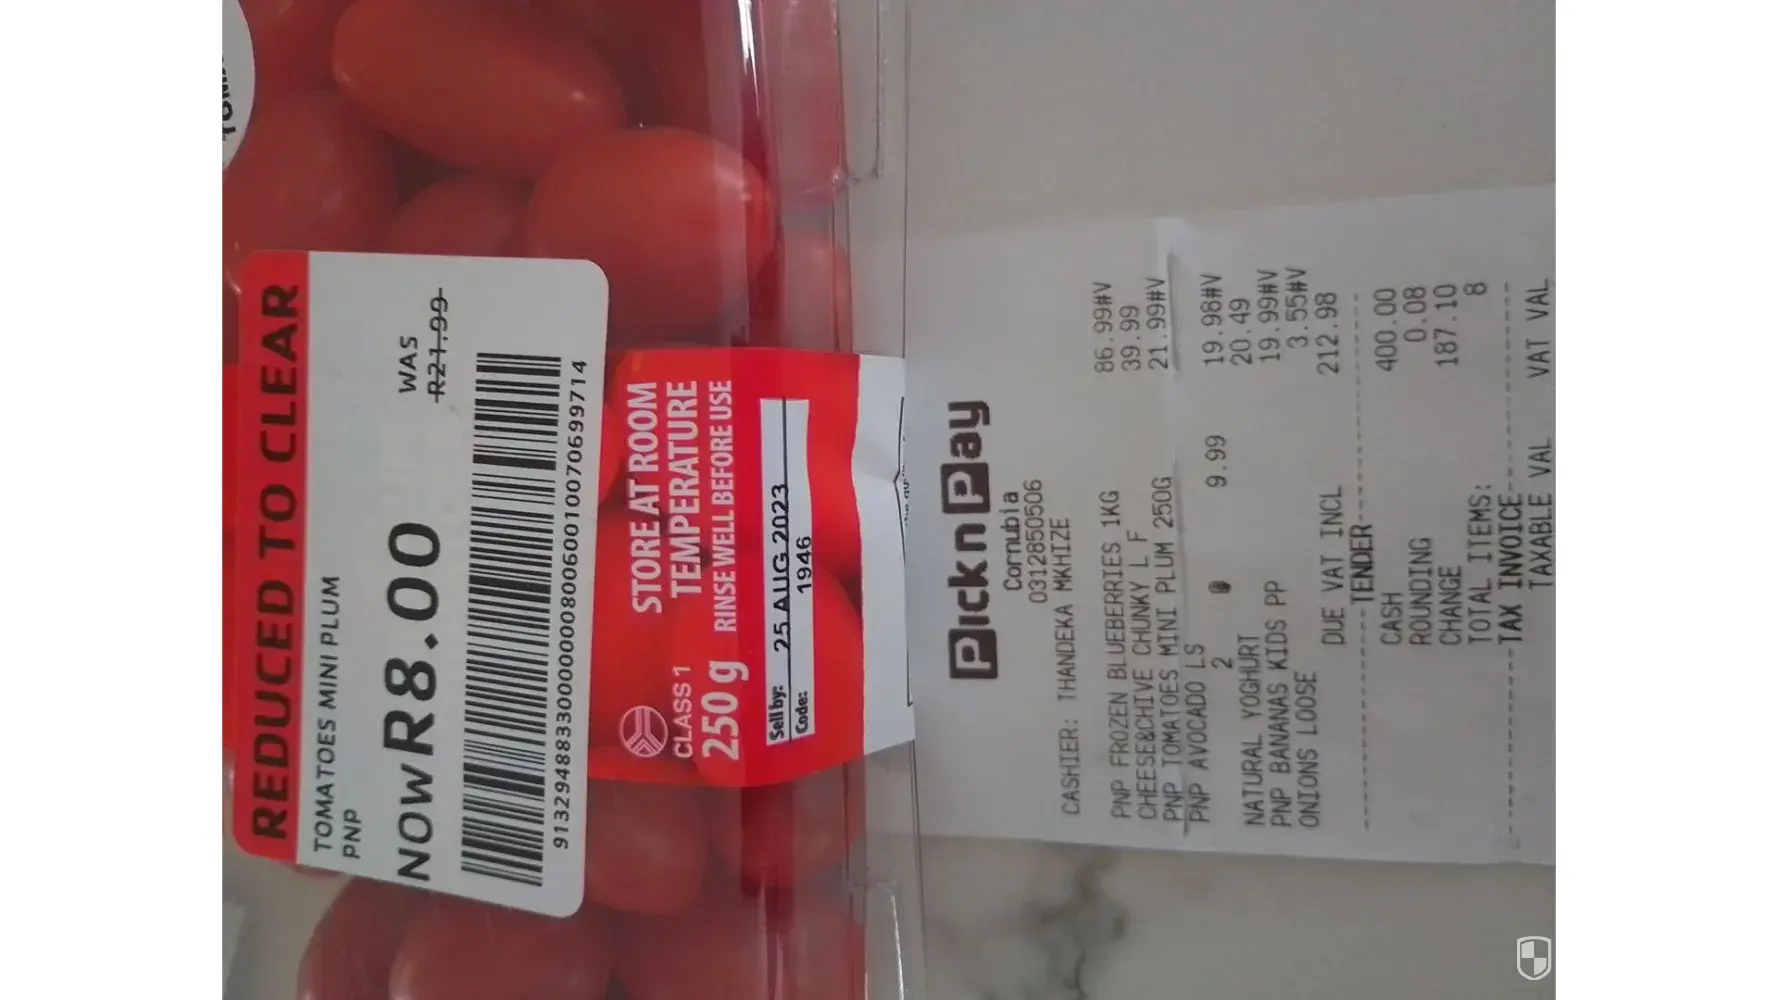 REDUCED TO CLEAR
TOMATOES MINI PLUM
PNP
WAS
R21.99
NOW R8.00
9132948833000000800600100706997​14
STORE AT ROOM
TEMPERATURE
RINSE WELL BEFORE USE
CLASS 1
250 g
Sell by: 25 AUG 2023
Code: 1946
Pick n Pay
Cornubia
0312850506
CASHIER: THANDEKA MKHIZE
PNP FROZEN BLUEBERRIES 1KG 86.99#V
CHEESE&CHIVE CHUNKY L F 39.99
PNP TOMATOES MINI PLUM 250G 21.99#V
PNP AVOCADO LS
2 @ 9.99 19.98#V
NATURAL YOGHURT 20.49
PNP BANANAS KIDS PP 19.99#V
ONIONS LOOSE 3.55#V
DUE VAT INCL 212.98
TENDER
CASH 400.00
ROUNDING 0.08
CHANGE 187.10
TOTAL ITEMS: 8
TAX INVOICE
TAXABLE VAL VAT VAL